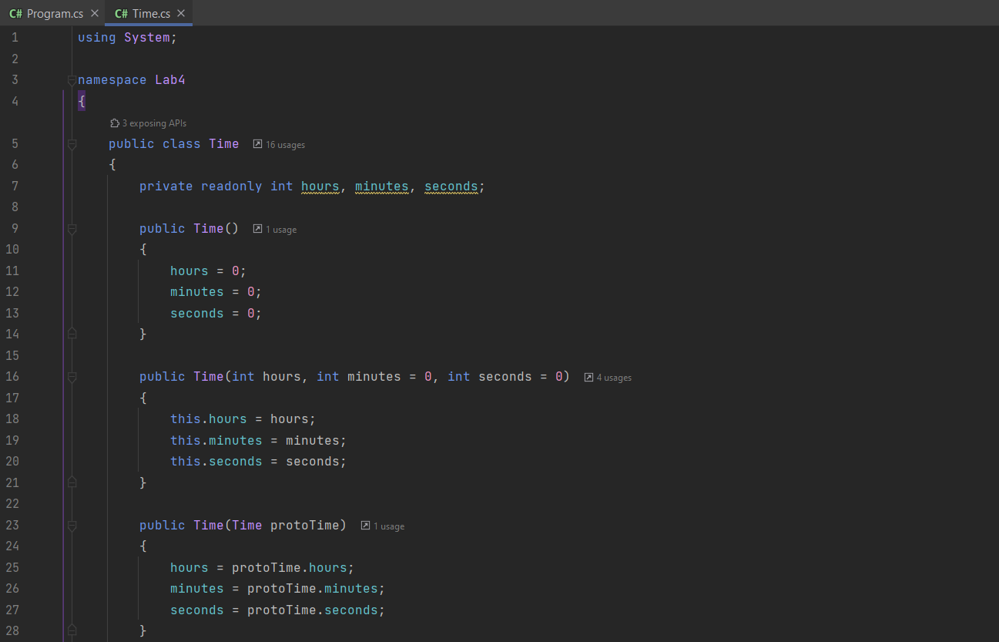 C# Program.cs × C# Time.cs ×
1 using System;
2
3 namespace Lab4
4 {
3 exposing APIs
5 public class Time 16 usages
6 {
7 private readonly int hours, minutes, seconds;
8
9 public Time() 1 usage
10 {
11 hours = 0;
12 minutes = 0;
13 seconds = 0;
14 }
15
16 public Time(int hours, int minutes = 0, int seconds = 0) 4 usages
17 {
18 this.hours = hours;
19 this.minutes = minutes;
20 this.seconds = seconds;
21 }
22
23 public Time(Time protoTime) 1 usage
24 {
25 hours = protoTime.hours;
26 minutes = protoTime.minutes;
27 seconds = protoTime.seconds;
28 }